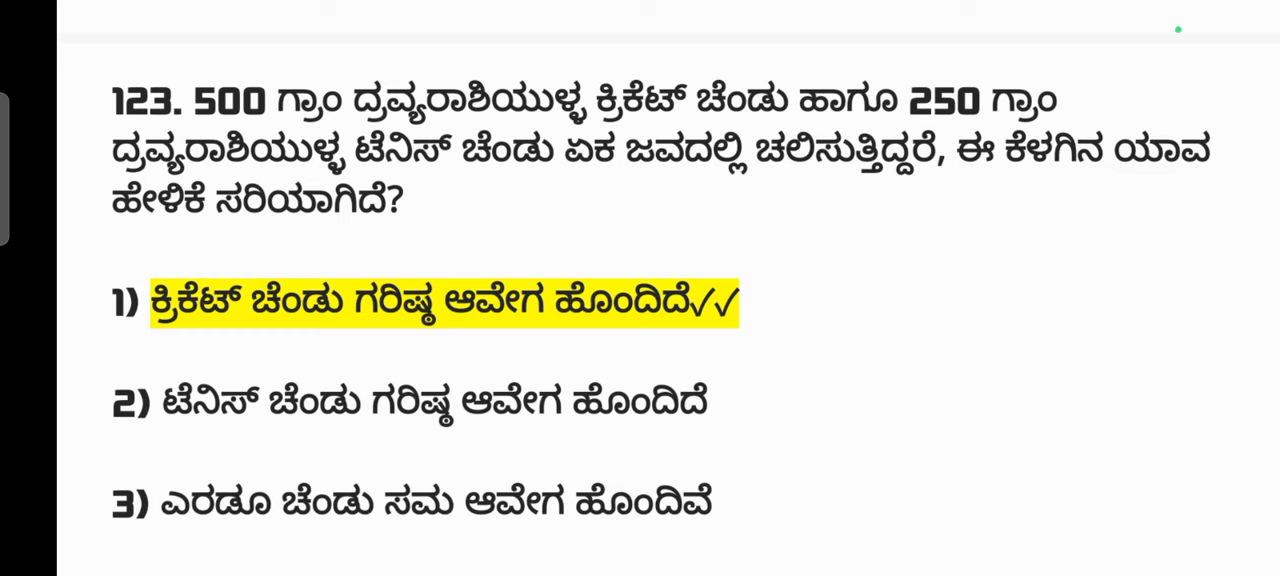 123. 500 ಗ್ರಾಂ ದ್ರವ್ಯರಾಶಿಯುಳ್ಳ ಕ್ರಿಕೆಟ್ ಚೆಂಡು ಹಾಗೂ 250 ಗ್ರಾಂ
ದ್ರವ್ಯರಾಶಿಯುಳ್ಳ ಟೆನಿಸ್ ಚೆಂಡು ಏಕ ಜವದಲ್ಲಿ ಚಲಿಸುತ್ತಿದ್ದರೆ, ಈ ಕೆಳಗಿನ ಯಾವ
ಹೇಳಿಕೆ ಸರಿಯಾಗಿದೆ?
1) ಕ್ರಿಕೆಟ್ ಚೆಂಡು ಗರಿಷ್ಠ ಆವೇಗ ಹೊಂದಿದೆ✓✓
2) ಟೆನಿಸ್ ಚೆಂಡು ಗರಿಷ್ಠ ಆವೇಗ ಹೊಂದಿದೆ
3) ಎರಡೂ ಚೆಂಡು ಸಮ ಆವೇಗ ಹೊಂದಿವೆ